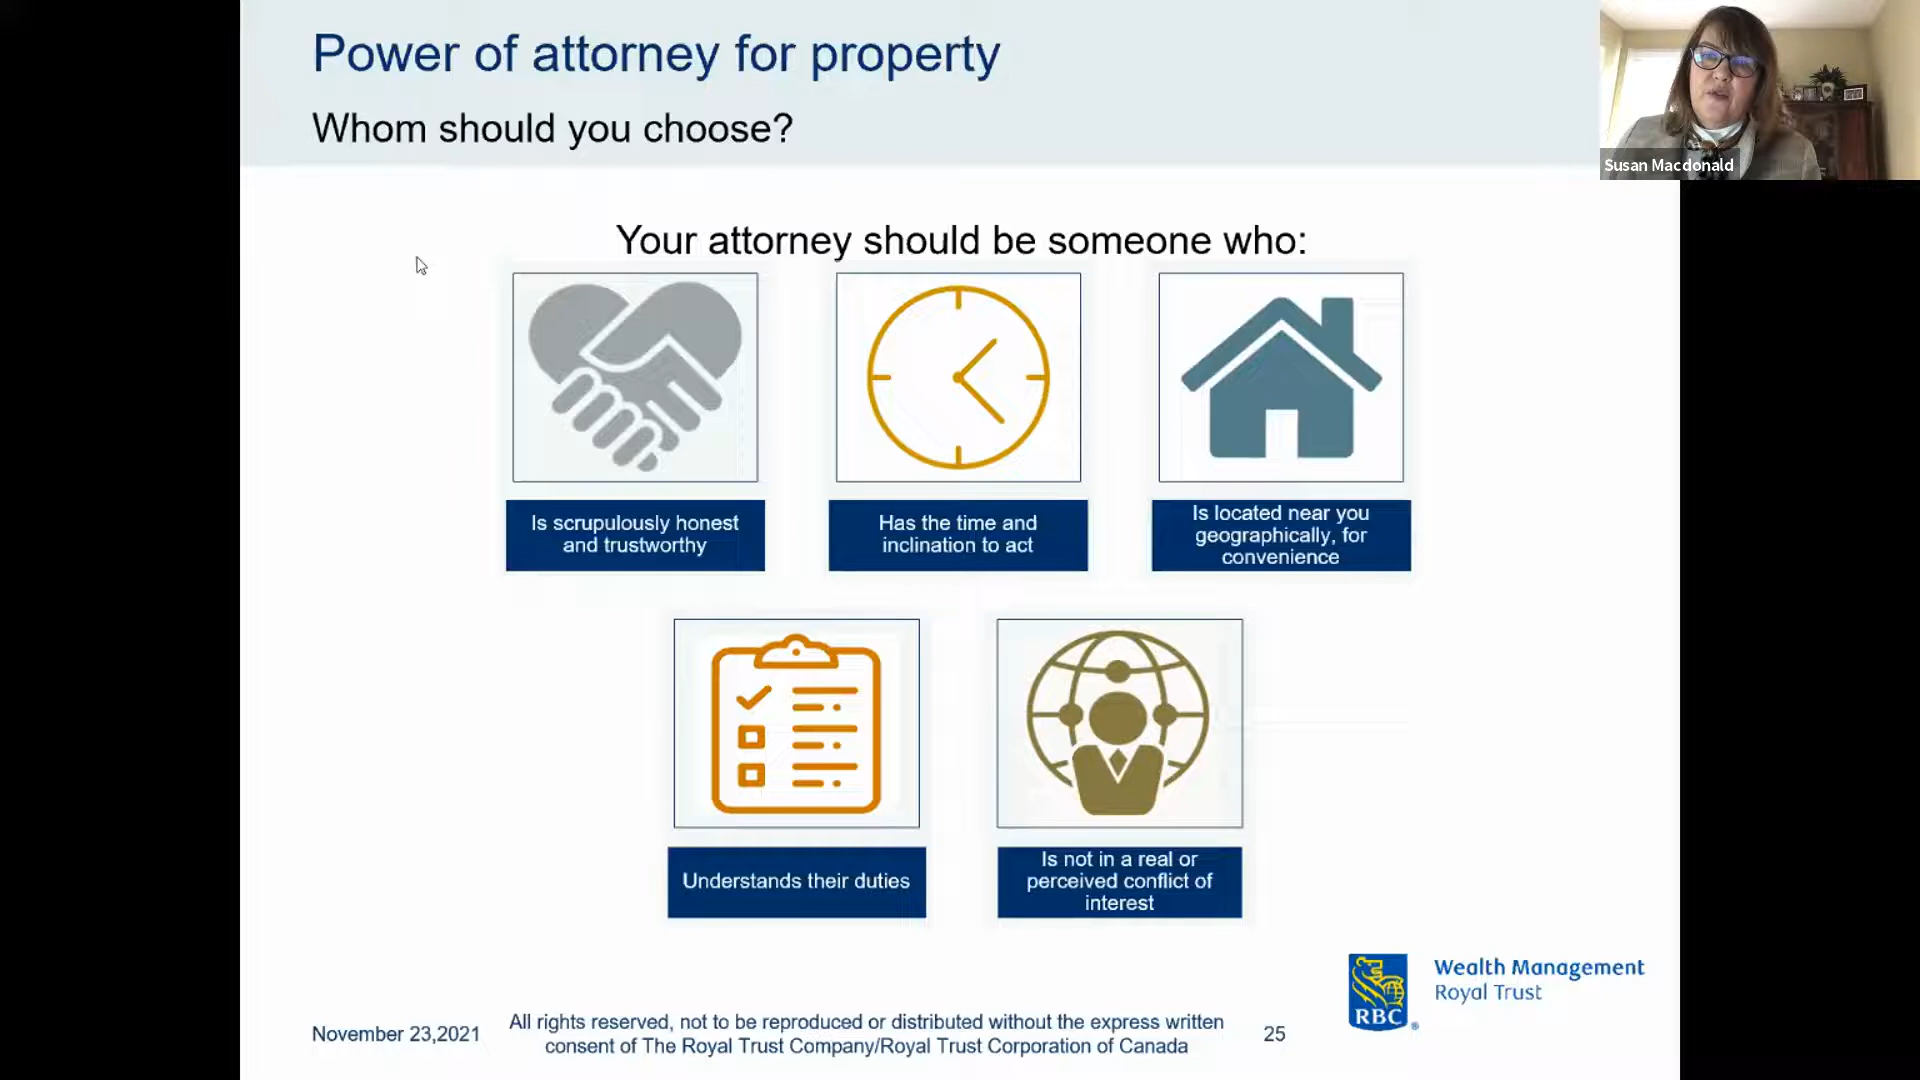 Power of attorney for property
Whom should you choose?
Susan Macdonald
Your attorney should be someone who:
Is scrupulously honest
and trustworthy
Has the time and
inclination to act
Is located near you
geographically, for
convenience
Understands their duties
Is not in a real or
perceived conflict of
interest
Wealth Management
Royal Trust
RBC
®
November 23,2021
All rights reserved, not to be reproduced or distributed without the express written
consent of The Royal Trust Company/Royal Trust Corporation of Canada
25